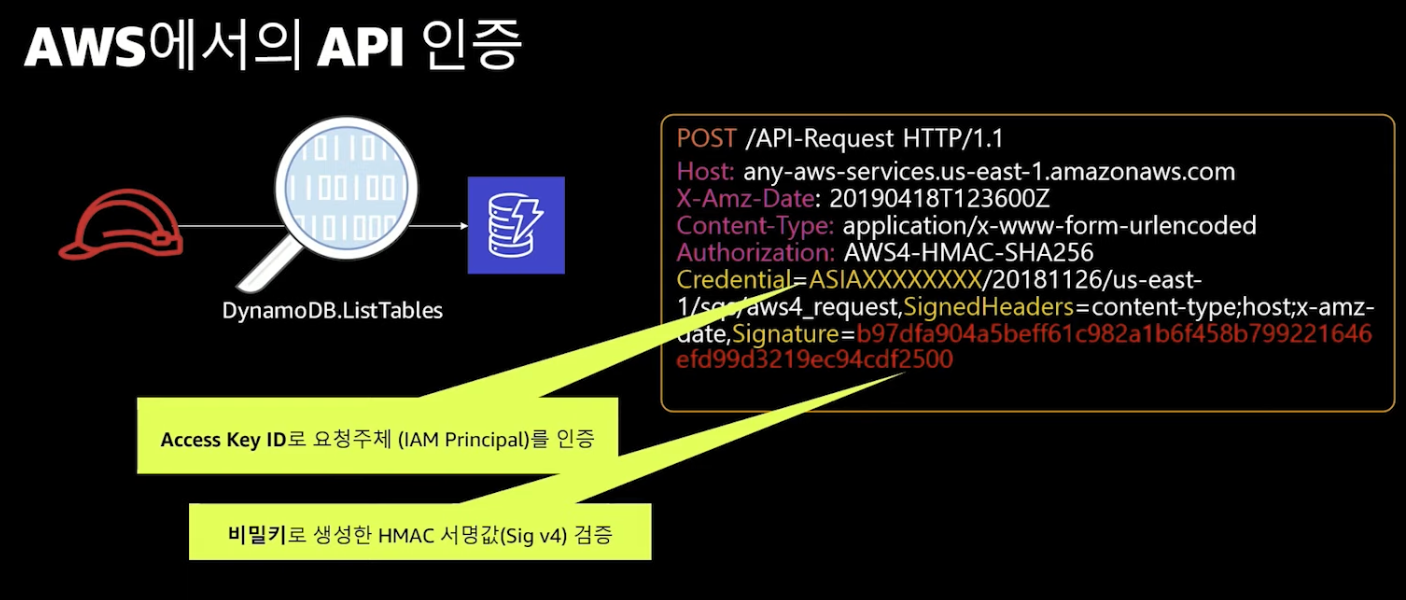 AWS에서의 API 인증
DynamoDB.ListTables
POST /API-Request HTTP/1.1
Host: any-aws-services.us-east-1.amazonaws.com
X-Amz-Date: 20190418T123600Z
Content-Type: application/x-www-form-urlencoded
Authorization: AWS4-HMAC-SHA256
Credential=ASIAXXXXXXXX/20181126/us-east-
1/sqs/aws4_request,SignedHeaders=content-type;host;x-amz-
date,Signature=b97dfa904a5beff61c982a1b6f458b799221646
efd99d3219ec94cdf2500
Access Key ID로 요청주체 (IAM Principal)를 인증
비밀키로 생성한 HMAC 서명값(Sig v4) 검증